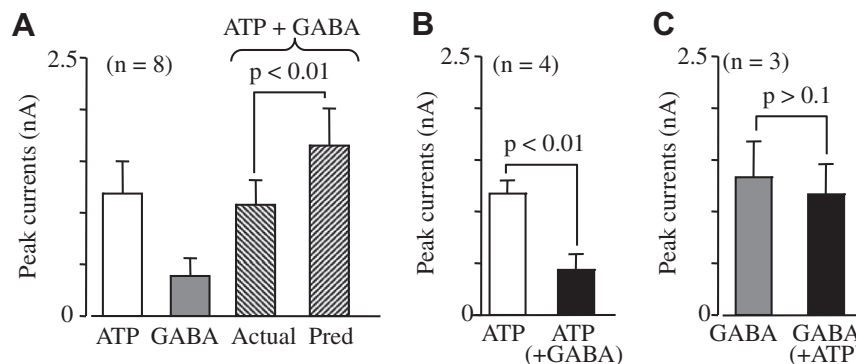 A
ATP + GABA
2.5
(n = 8)
p < 0.01
Peak currents (nA)
0
ATP GABA Actual Pred
B
2.5
(n = 4)
p < 0.01
Peak currents (nA)
0
ATP ATP
(+GABA)
C
2.5
(n = 3)
p > 0.1
Peak currents (nA)
0
GABA GABA
(+ATP)